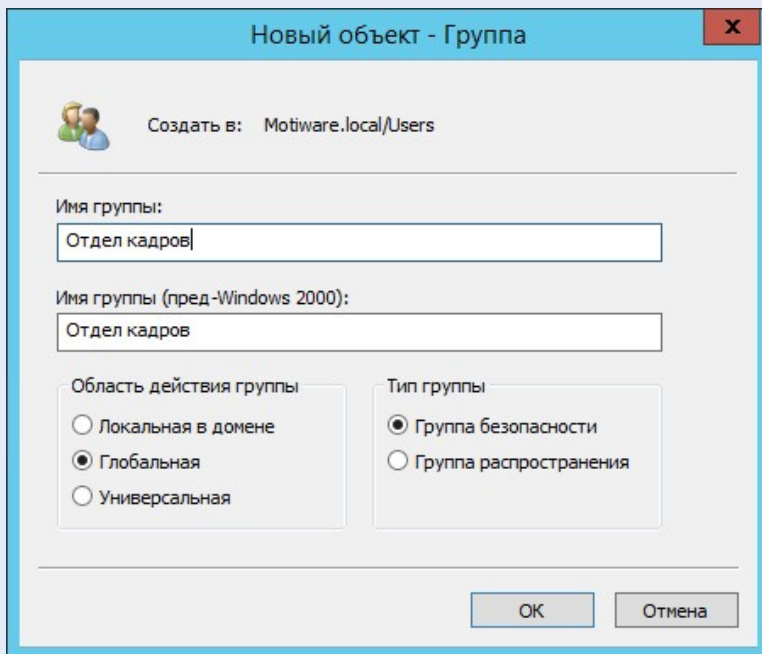 Новый объект - Группа
x
Создать в: Motiware.local/Users
Имя группы:
Отдел кадров
Имя группы (пред-Windows 2000):
Отдел кадров
Область действия группы
Локальная в домене
Глобальная
Универсальная
Тип группы
Группа безопасности
Группа распространения
ОК
Отмена